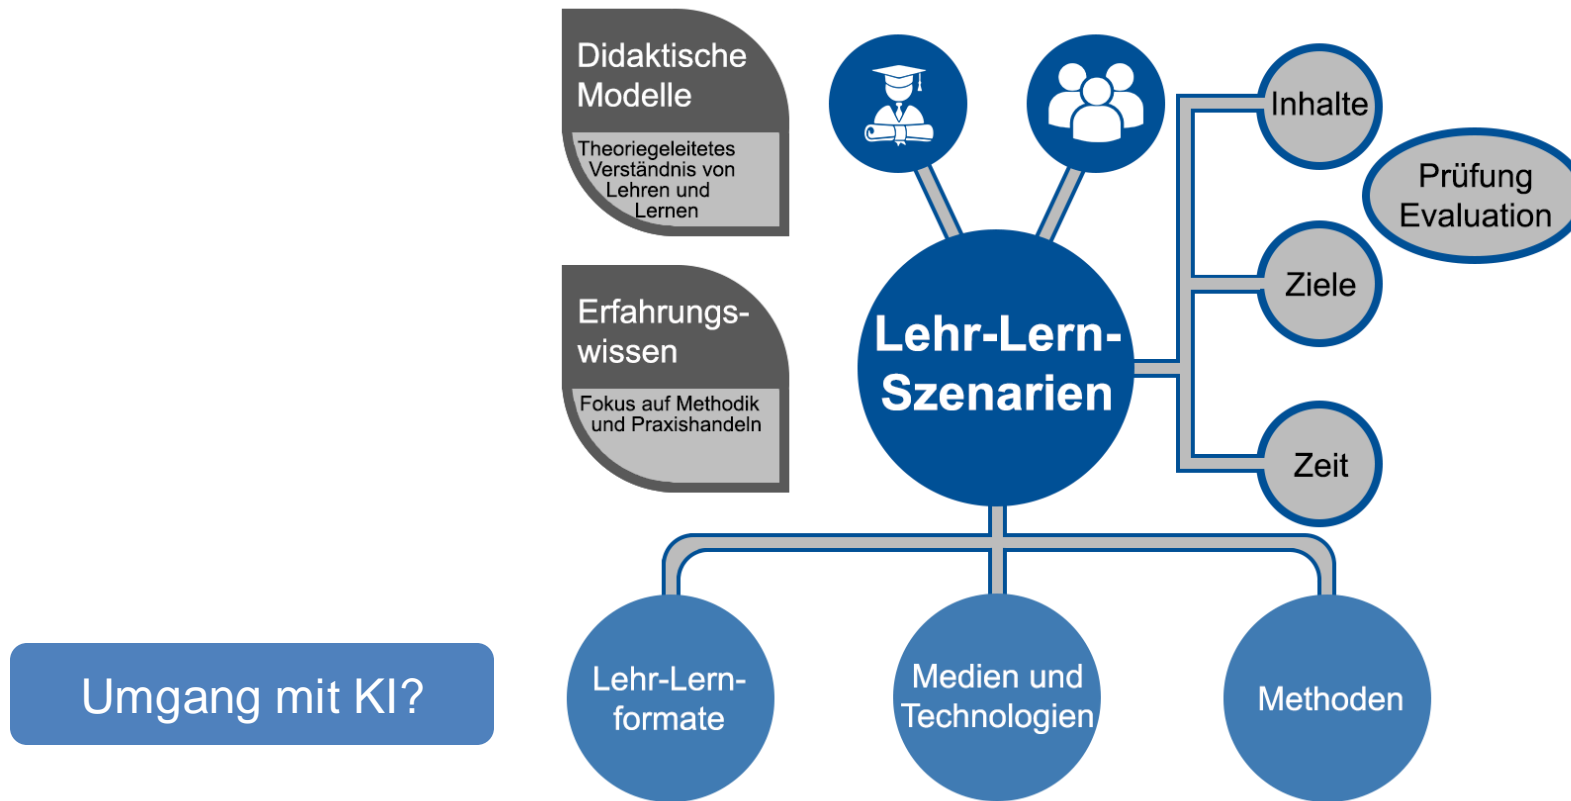 Didaktische
Modelle
Theoriegeleitetes
Verständnis von
Lehren und
Lernen
Erfahrungs-
wissen
Fokus auf Methodik
und Praxishandeln
Lehr-Lern-
Szenarien
Inhalte
Prüfung
Evaluation
Ziele
Zeit
Umgang mit KI?
Lehr-Lern-
formate
Medien und
Technologien
Methoden